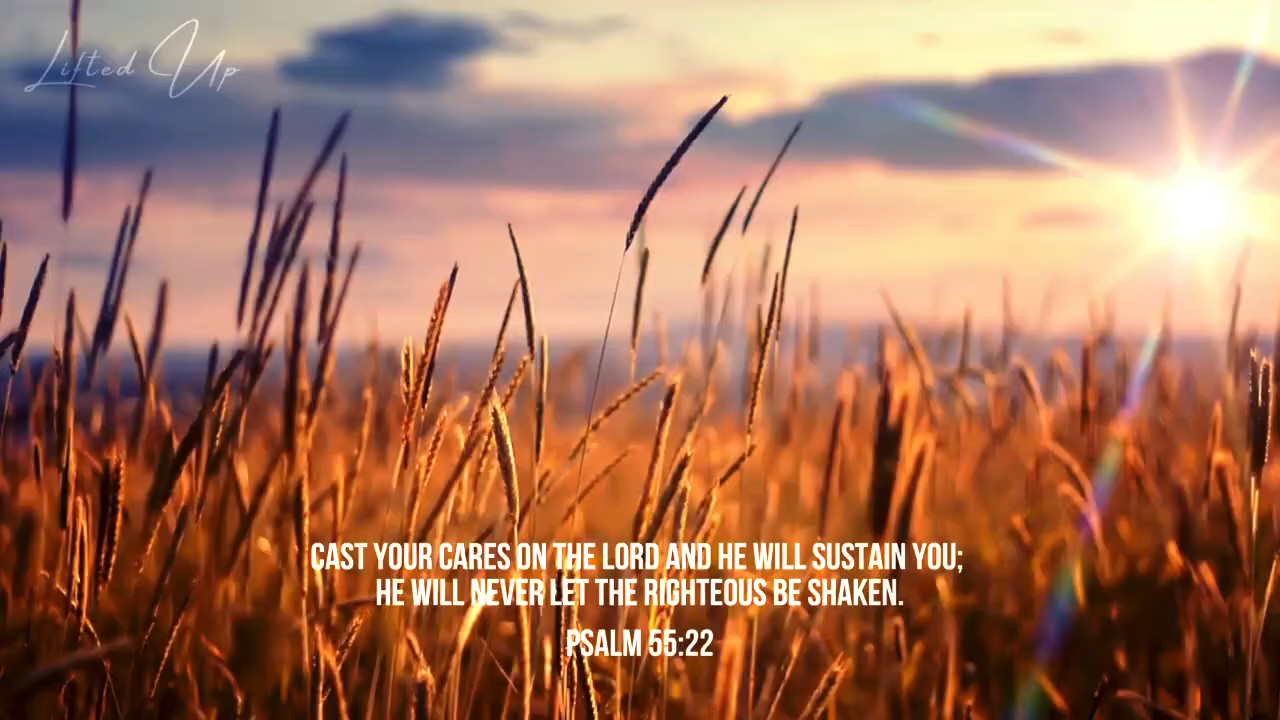 Lifted Up
CAST YOUR CARES ON THE LORD AND HE WILL SUSTAIN YOU;
HE WILL NEVER LET THE RIGHTEOUS BE SHAKEN.
PSALM 55:22